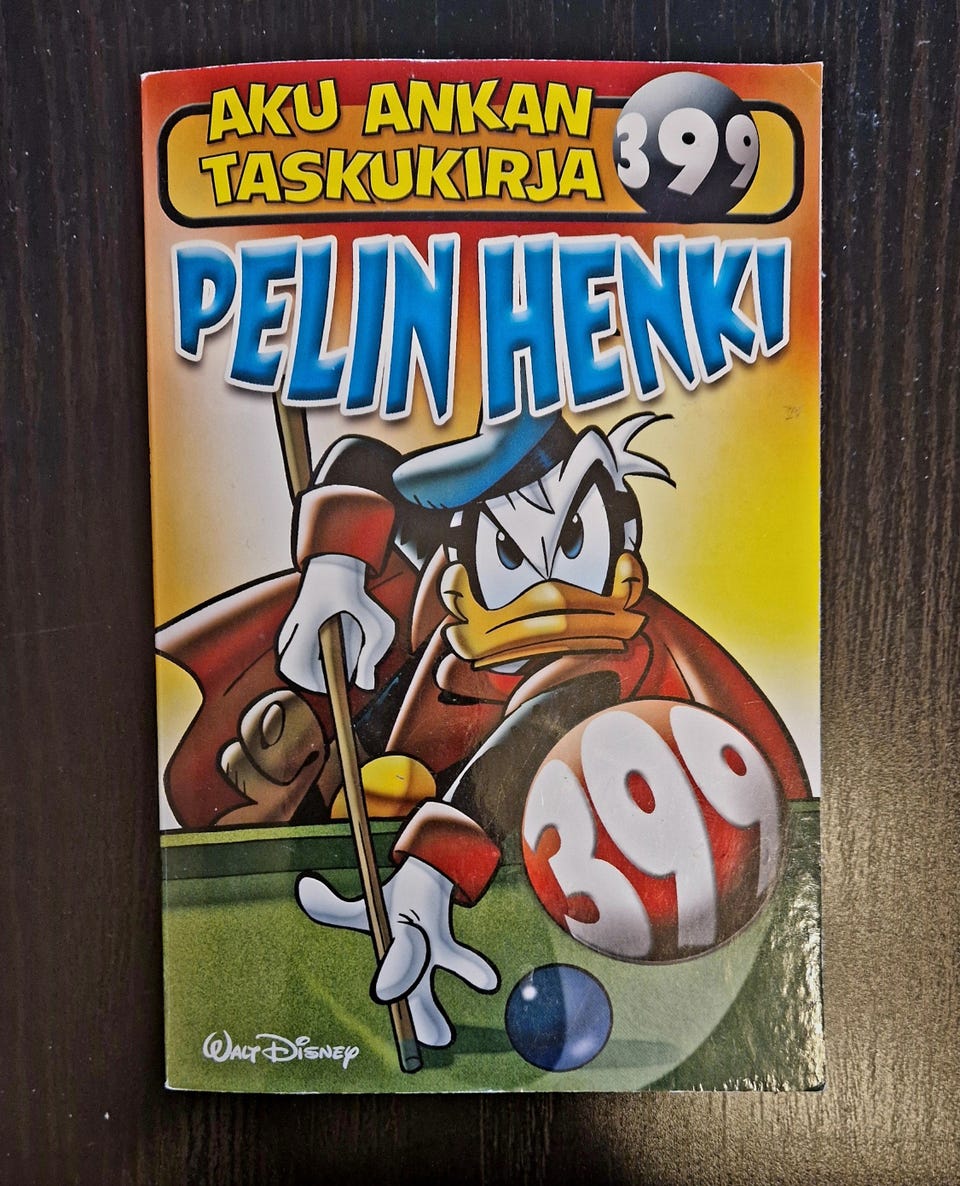 AKU ANKAN
TASKUKIRJA
399
PELIN HENKI
399
WALT DISNEY